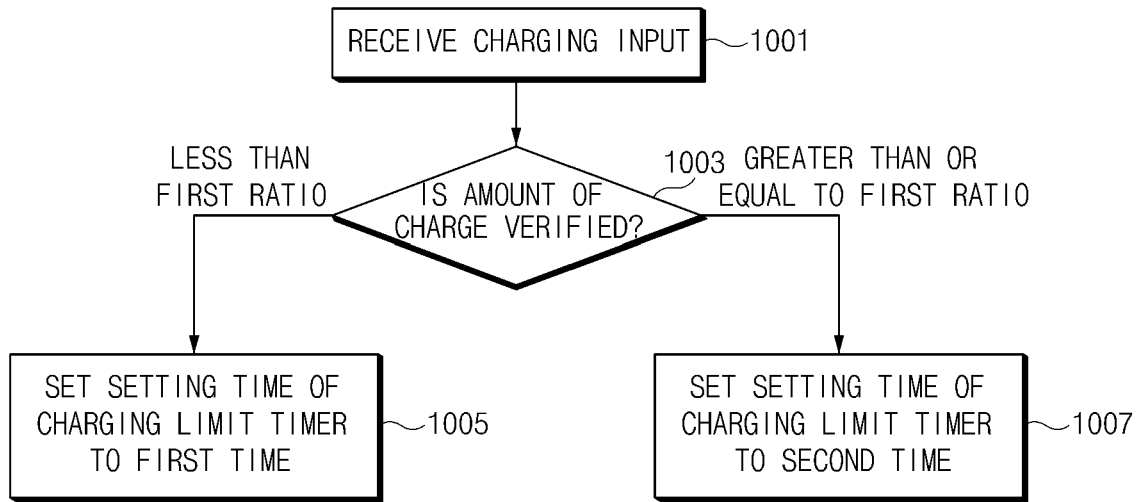 RECEIVE CHARGING INPUT
1001
LESS THAN
FIRST RATIO
1003
GREATER THAN OR
EQUAL TO FIRST RATIO
IS AMOUNT OF
CHARGE VERIFIED?
SET SETTING TIME OF
CHARGING LIMIT TIMER
TO FIRST TIME
1005
SET SETTING TIME OF
CHARGING LIMIT TIMER
TO SECOND TIME
1007